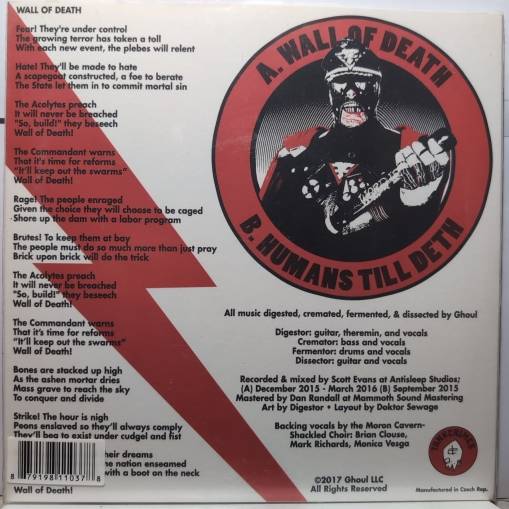 WALL OF DEATH
Fear! They're under control
The growing terror has taken a toll
With each new event, the plebes will relent
Hate! They'll be made to hate
A scapegoat constructed, a foe to berate
The State let them in to commit mortal sin
The Acolytes preach
It will never be breached
"So, build!" they beseech
Wall of Death!
The Commandant warns
That it's time for reforms
"It'll keep out the swarms"
Wall of Death!
Rage! The people enraged
Given the choice they will choose to be caged
Shore up the dam with a labor program
Brutes! To keep them at bay
The people must do so much more than just pray
Brick upon brick will do the trick
The Acolytes preach
It will never be breached
"So, build!" they beseech
Wall of Death!
The Commandant warns
That it's time for reforms
"It'll keep out the swarms"
Wall of Death!
Bones are stacked up high
As the ashen mortar dries
Mass grave to reach the sky
To conquer and divide
Strike! The hour is nigh
Peons enslaved so they'll always comply
They'll beg to exist under cudgel and fist
their dreams
the nation enseamed
with a boot on the neck
Wall of Death!
8 79198 11037 8
A. WALL OF DEATH
B. HUMANS TILL DETH
All music digested, cremated, fermented, & dissected by Ghoul
Digestor: guitar, theremin, and vocals
Cremator: bass and vocals
Fermentor: drums and vocals
Dissector: guitar and vocals
Recorded & mixed by Scott Evans at Antisleep Studios;
(A) December 2015 - March 2016 (B) September 2015
Mastered by Dan Randall at Mammoth Sound Mastering
Art by Digestor + Layout by Doktor Sewage
Backing vocals by the Moron Cavern-
Shackled Choir: Brian Clouse,
Mark Richards, Monica Vesga
TANKCRIMES
©2017 Ghoul LLC
All Rights Reserved
Manufactured in Czech Rep.